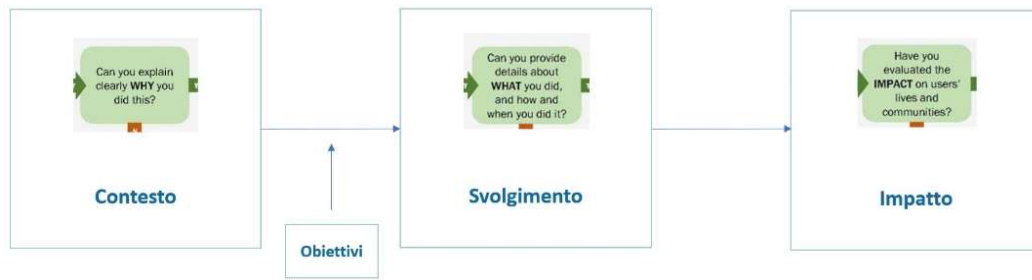 Can you explain
clearly WHY you
did this?
Contesto
Obiettivi
Can you provide
details about
WHAT you did,
and how and
when you did it?
Svolgimento
Have you
evaluated the
IMPACT on users'
lives and
communities?
Impatto